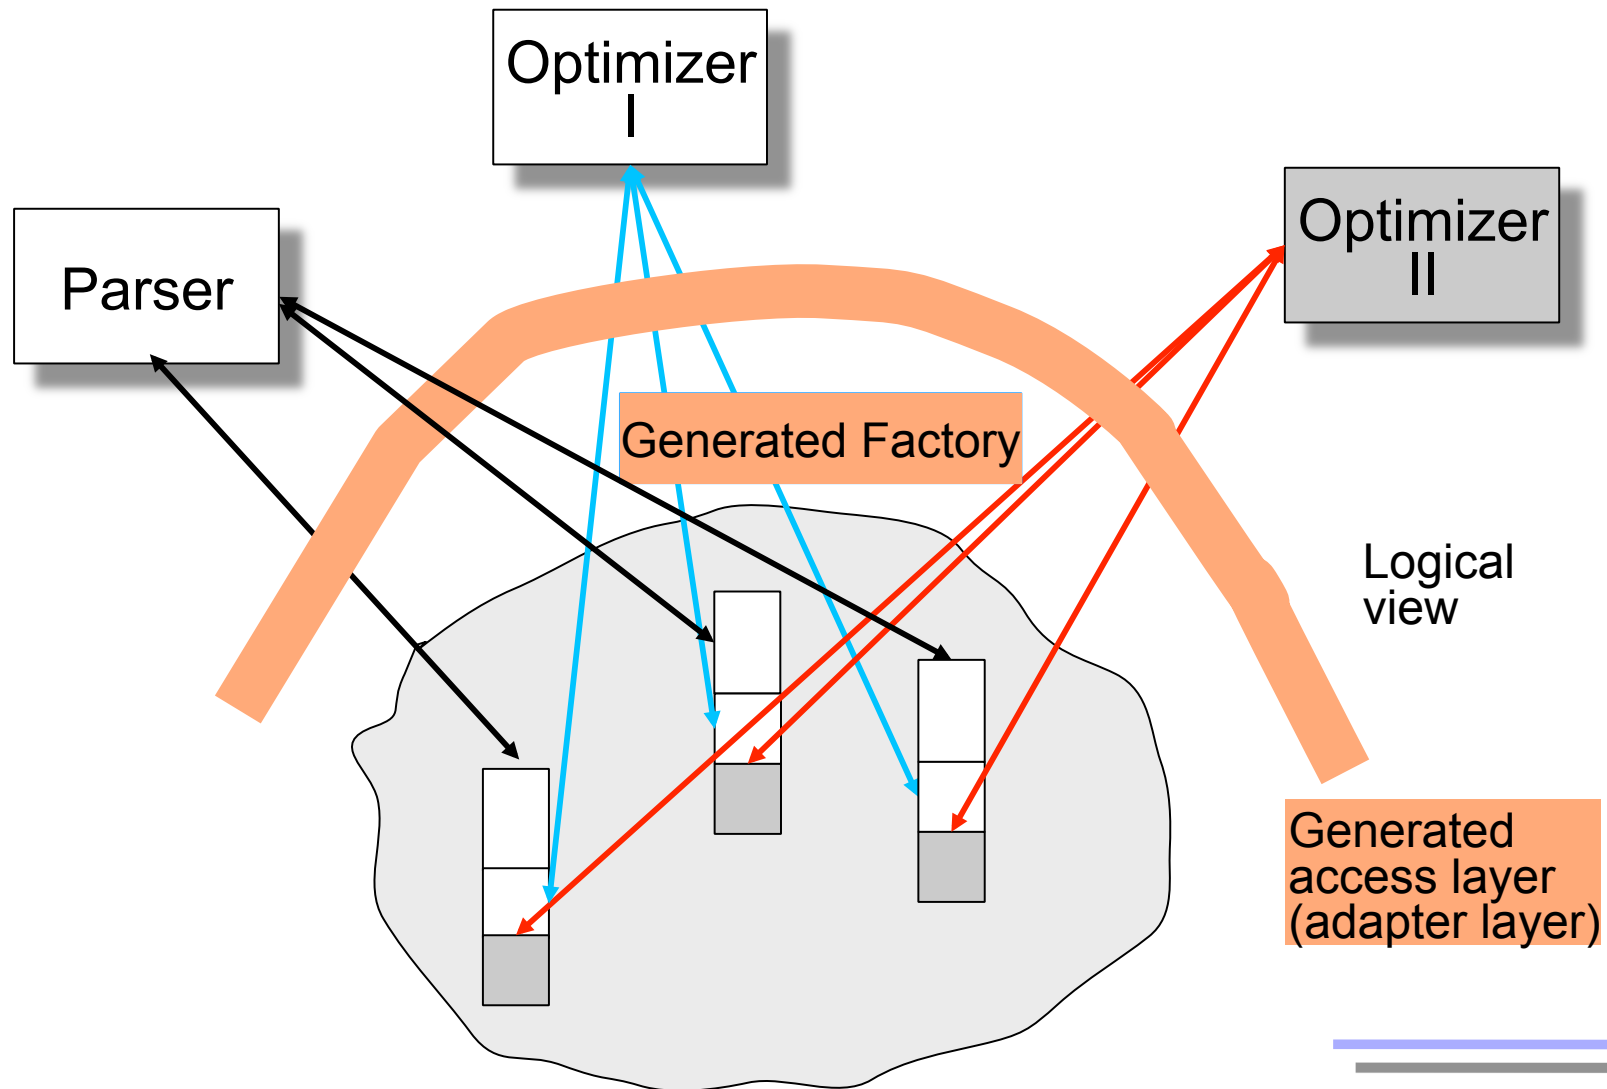 Optimizer
I
Optimizer
II
Parser
Generated Factory
Logical
view
Generated
access layer
(adapter layer)